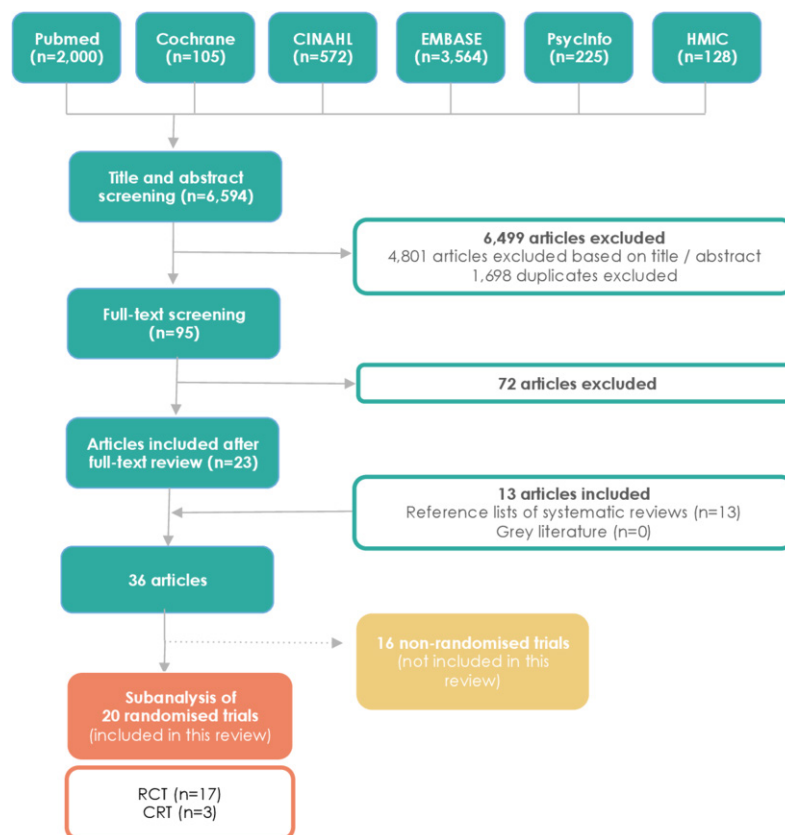 Pubmed
(n=2,000)
Cochrane
(n=105)
CINAHL
(n=572)
EMBASE
(n=3,564)
PsycInfo
(n=225)
HMIC
(n=128)
Title and abstract
screening (n=6,594)
6,499 articles excluded
4,801 articles excluded based on title / abstract
1,698 duplicates excluded
Full-text screening
(n=95)
72 articles excluded
Articles included after
full-text review (n=23)
13 articles included
Reference lists of systematic reviews (n=13)
Grey literature (n=0)
36 articles
16 non-randomised trials
(not included in this
review)
Subanalysis of
20 randomised trials
(included in this review)
RCT (n=17)
CRT (n=3)